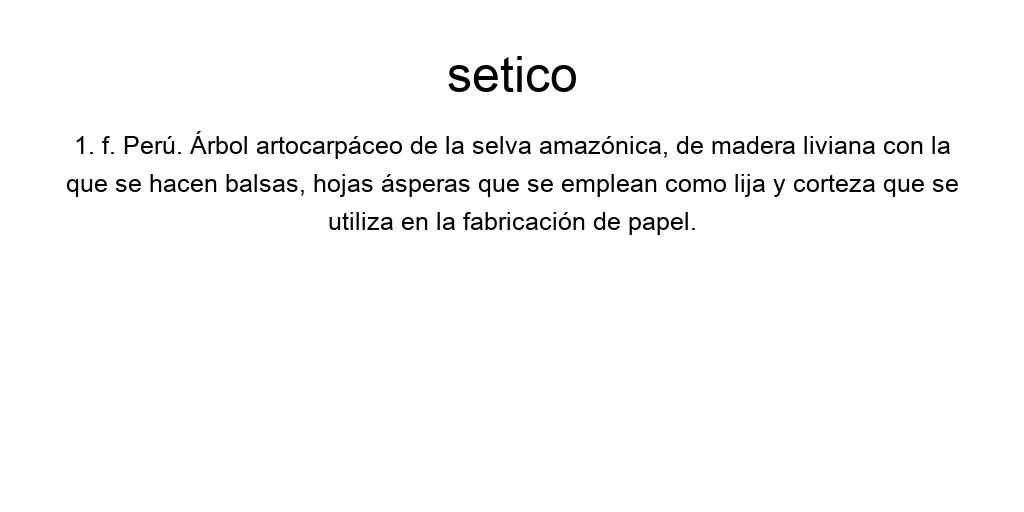 setico
1. f. Perú. Árbol artocarpáceo de la selva amazónica, de madera liviana con la
que se hacen balsas, hojas ásperas que se emplean como lija y corteza que se
utiliza en la fabricación de papel.